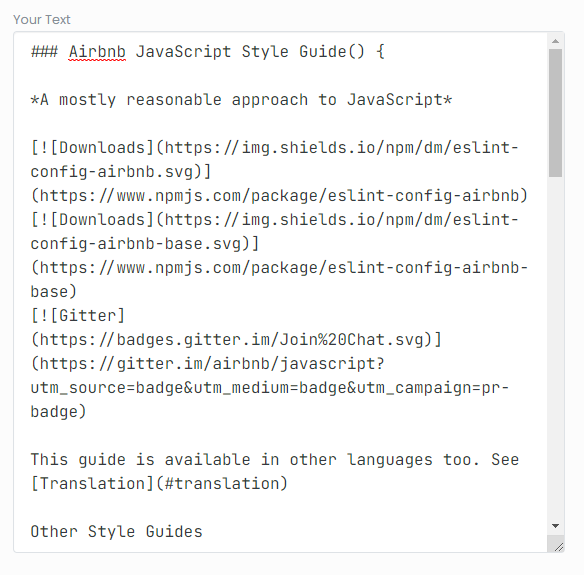 Your Text
### Airbnb JavaScript Style Guide() {
*A mostly reasonable approach to JavaScript*
[![Downloads](https://img.shields.io/npm/dm/eslint-
config-airbnb.svg)]
(https://www.npmjs.com/package/eslint-config-airbnb)
[![Downloads](https://img.shields.io/npm/dm/eslint-
config-airbnb-base.svg)]
(https://www.npmjs.com/package/eslint-config-airbnb-
base)
[![Gitter]
(https://badges.gitter.im/Join%20Chat.svg)]
(https://gitter.im/airbnb/javascript?
utm_source=badge&utm_medium=badge&utm_campaign=pr-
badge)
This guide is available in other languages too. See
[Translation](#translation)
Other Style Guides